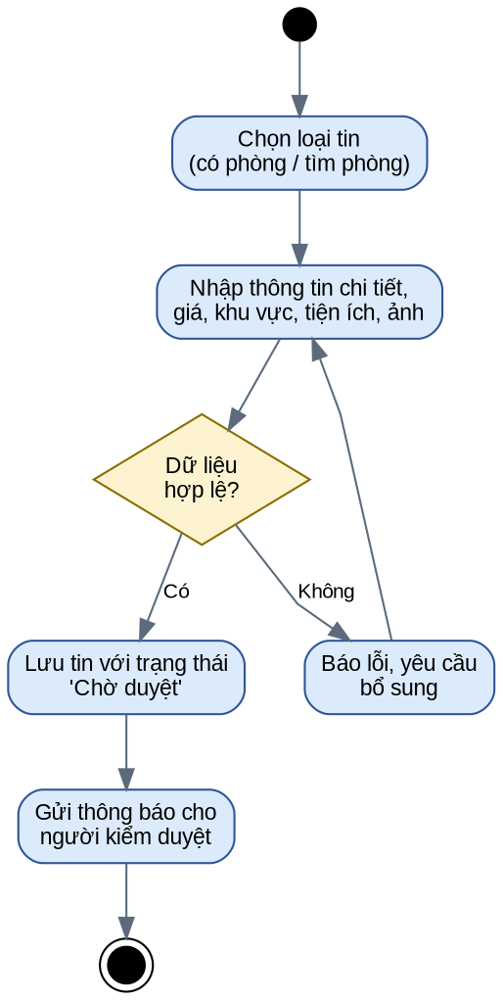 Chọn loại tin
(có phòng / tìm phòng)
Nhập thông tin chi tiết,
giá, khu vực, tiện ích, ảnh
Dữ liệu
hợp lệ?
Có
Không
Lưu tin với trạng thái
'Chờ duyệt'
Báo lỗi, yêu cầu
bổ sung
Gửi thông báo cho
người kiểm duyệt